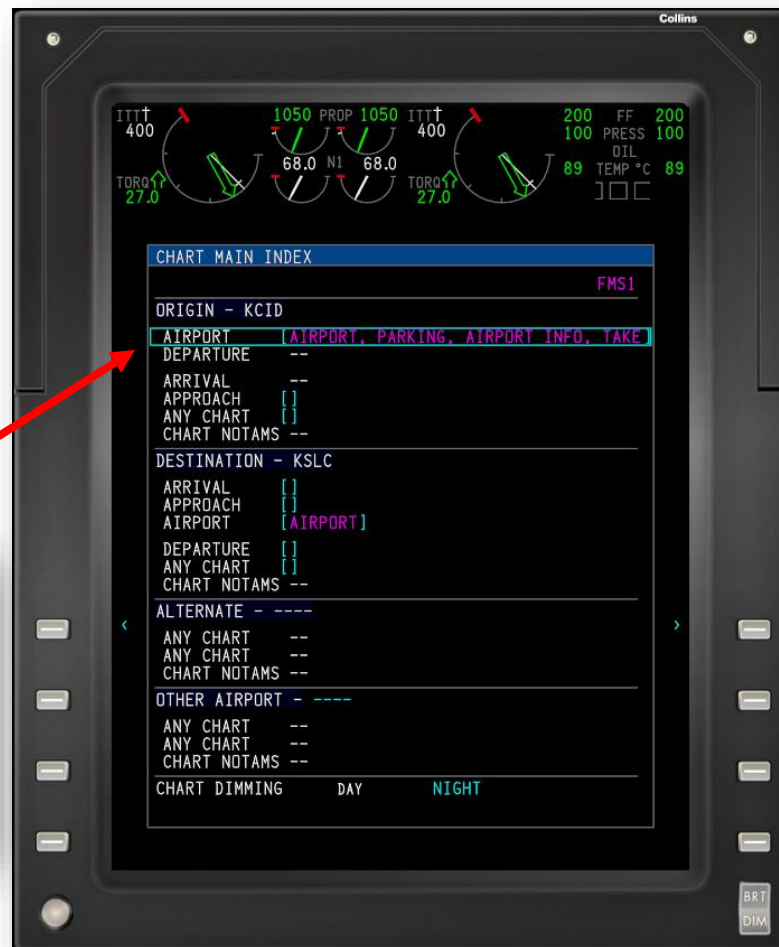 Collins
ITT† 1050 PROP 1050 ITT† 200 FF 200
400 400 100 PRESS 100
OIL
68.0 N1 68.0 89 TEMP °C 89
TORQ TORQ
27.0 27.0
CHART MAIN INDEX
FMS1
ORIGIN - KCID
AIRPORT [AIRPORT, PARKING, AIRPORT INFO, TAKE]
DEPARTURE --
ARRIVAL --
APPROACH []
ANY CHART []
CHART NOTAMS --
DESTINATION - KSLC
ARRIVAL []
APPROACH []
AIRPORT [AIRPORT]
DEPARTURE []
ANY CHART []
CHART NOTAMS --
ALTERNATE - ----
< >
ANY CHART --
ANY CHART --
CHART NOTAMS --
OTHER AIRPORT - ----
ANY CHART --
ANY CHART --
CHART NOTAMS --
CHART DIMMING DAY NIGHT
BRT
DIM